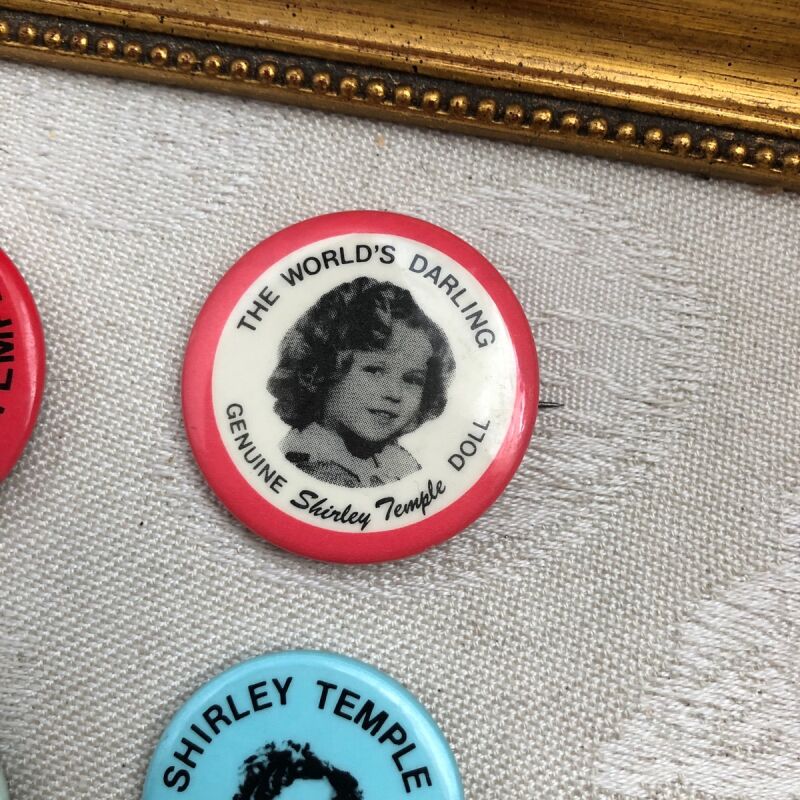 THE WORLD'S DARLING
GENUINE Shirley Temple DOLL
SHIRLEY TEMPLE